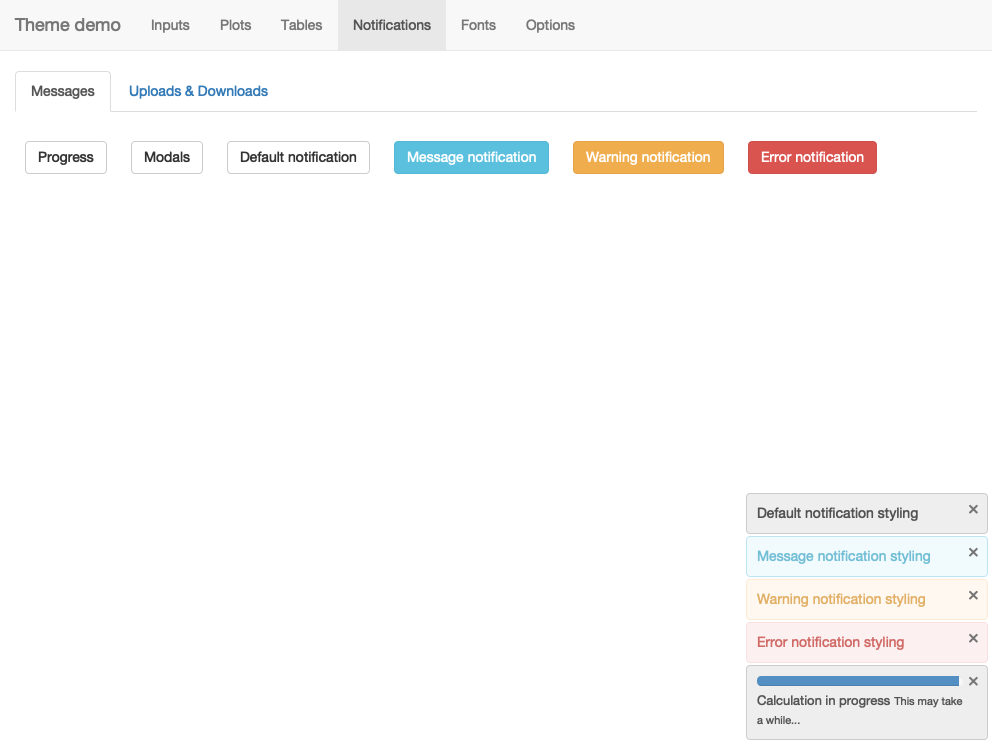 Theme demo Inputs Plots Tables Notifications Fonts Options
Messages Uploads & Downloads
Progress Modals Default notification Message notification Warning notification Error notification
Default notification styling ×
Message notification styling ×
Warning notification styling ×
Error notification styling ×
×
Calculation in progress This may take
a while...